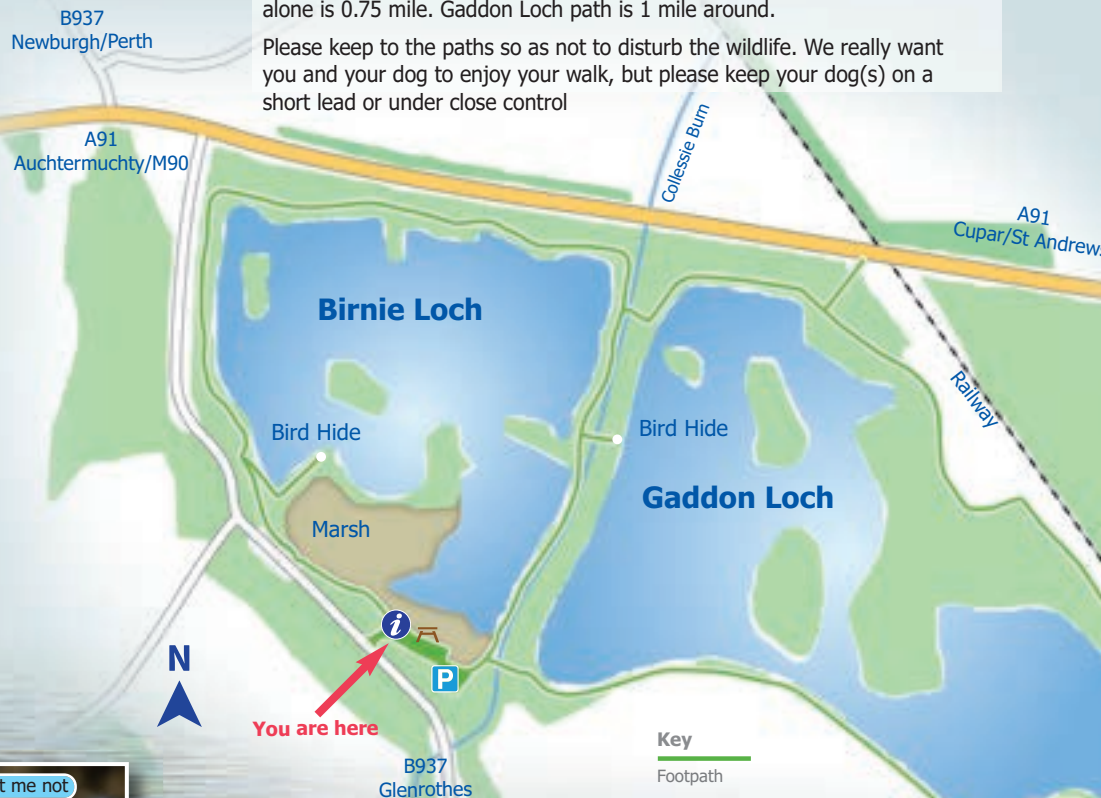 alone is 0.75 mile. Gaddon Loch path is 1 mile around.
Please keep to the paths so as not to disturb the wildlife. We really want
you and your dog to enjoy your walk, but please keep your dog(s) on a
short lead or under close control
B937
Newburgh/Perth
A91
Auchtermuchty/M90
Collessie Burn
A91
Cupar/St Andrews
Birnie Loch
Railway
Bird Hide
Bird Hide
Gaddon Loch
Marsh
i
P
N
You are here
B937
Glenrothes
Key
Footpath
t me not